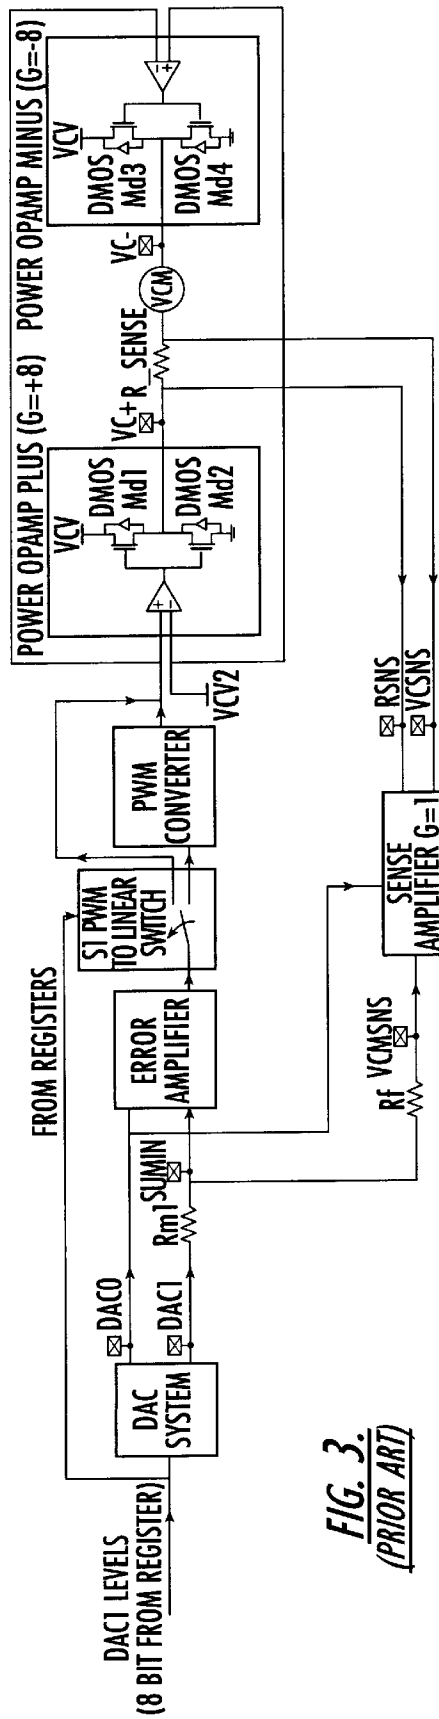 DAC1 LEVELS
(8 BIT FROM REGISTER)
DAC
SYSTEM
DAC0
DAC1
FROM REGISTERS
Rm1
SUMIN
ERROR
AMPLIFIER
S1 PWM
TO LINEAR
SWITCH
PWM
CONVERTER
VCV2
POWER OPAMP PLUS (G=+8)
VCV
DMOS
Md1
DMOS
Md2
+
-
VC+
R_SENSE
VCM
VC-
POWER OPAMP MINUS (G=-8)
VCV
DMOS
Md3
DMOS
Md4
-
+
Rf
VCMSNS
SENSE
AMPLIFIER G=1
RSNS
VCSNS
FIG. 3.
(PRIOR ART)